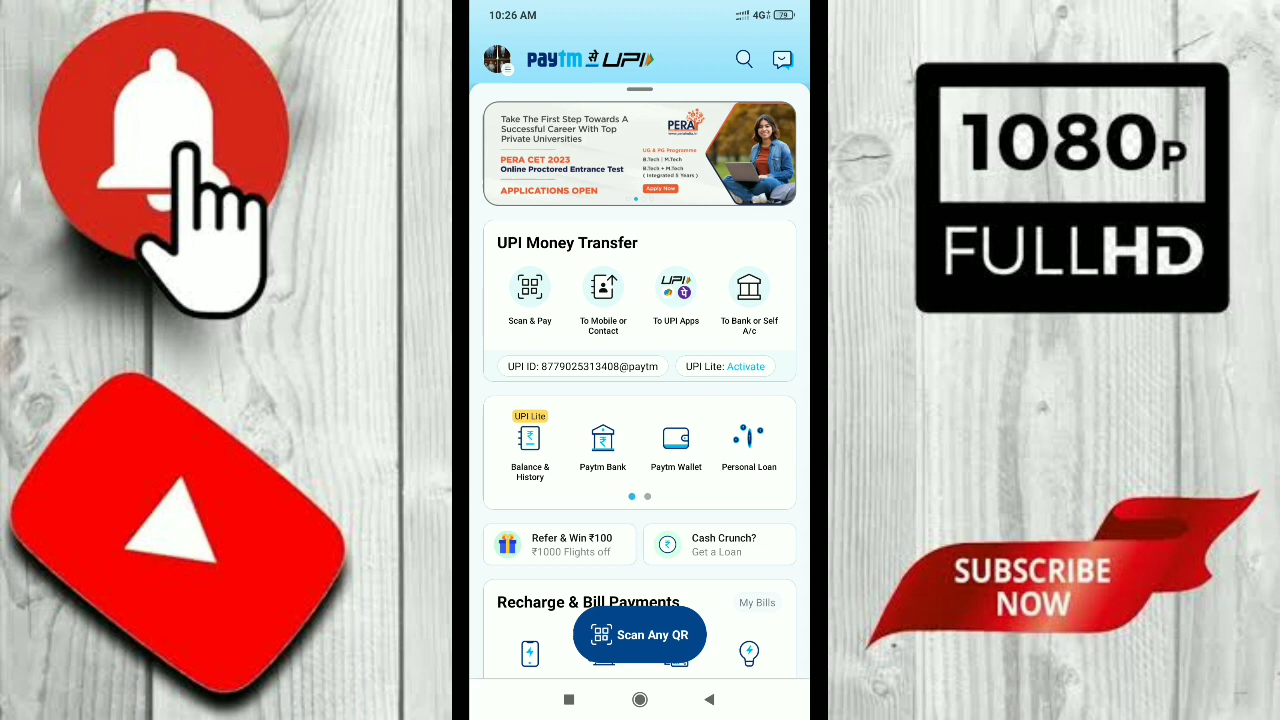 10:26 AM
4G+
79
paytm से UPI
Take The First Step Towards A
Successful Career With Top
Private Universities
PERA CET 2023
Online Proctored Entrance Test
APPLICATIONS OPEN
PERA
UG & PG Programme
B.Tech | M.Tech
B.Tech + M.Tech
( Integrated 5 Years )
Apply Now
UPI Money Transfer
UPI
पे
Scan & Pay
To Mobile or
Contact
To UPI Apps
To Bank or Self
A/c
UPI ID: 8779025313408@paytm
UPI Lite: Activate
UPI Lite
Balance &
History
Paytm Bank
Paytm Wallet
Personal Loan
Refer & Win ₹100
₹1000 Flights off
Cash Crunch?
Get a Loan
Recharge & Bill Payments
My Bills
Scan Any QR
1080P
FULLHD
SUBSCRIBE
NOW